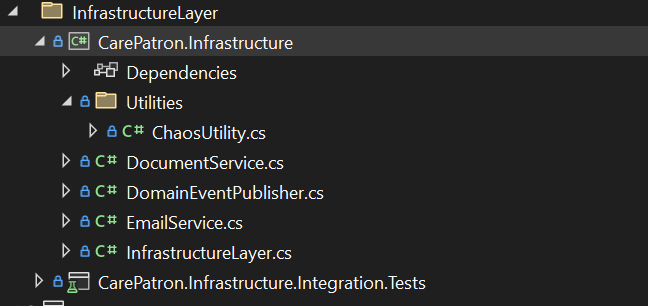 InfrastructureLayer
C# CarePatron.Infrastructure
Dependencies
Utilities
C# ChaosUtility.cs
C# DocumentService.cs
C# DomainEventPublisher.cs
C# EmailService.cs
C# InfrastructureLayer.cs
CarePatron.Infrastructure.Integration.Tests